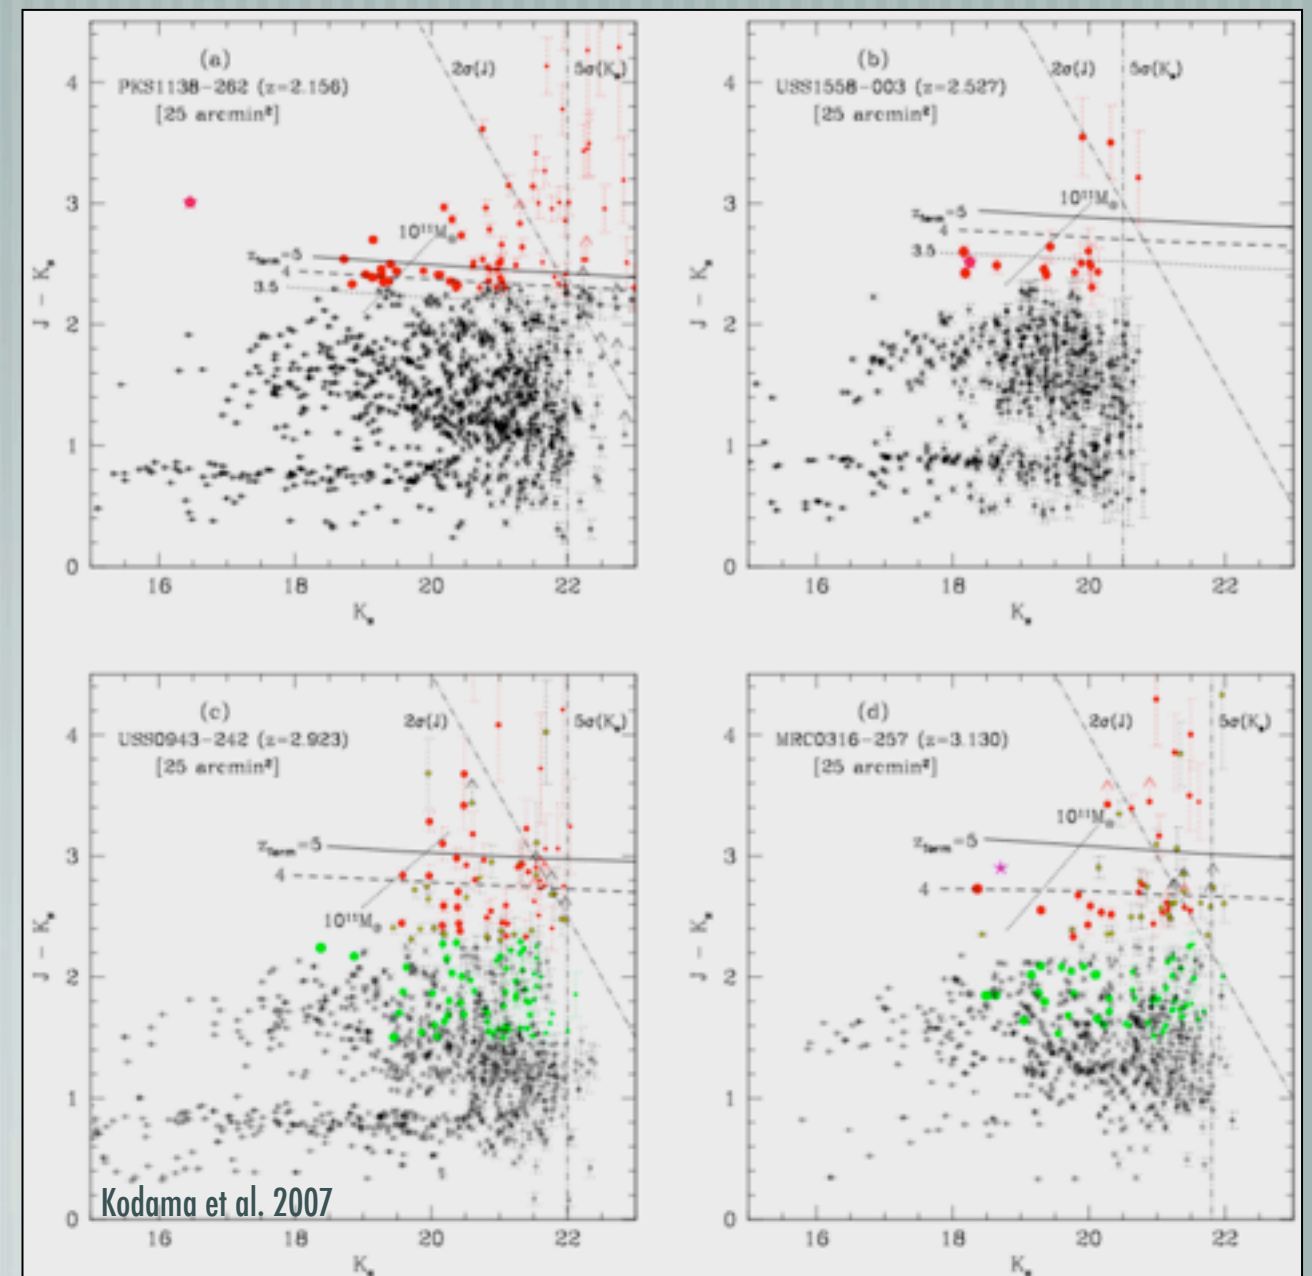 (a)
PKS1138-262 (z=2.156)
[25 arcmin²]
2σ(J)
5σ(Kₛ)
10¹¹M☉
z_form=5
4
3.5
J - Kₛ
0 1 2 3 4
16 18 20 22
Kₛ
(b)
USS1558-003 (z=2.527)
[25 arcmin²]
2σ(J)
5σ(Kₛ)
10¹¹M☉
z_form=5
4
3.5
J - Kₛ
0 1 2 3 4
16 18 20 22
Kₛ
(c)
USS0943-242 (z=2.923)
[25 arcmin²]
2σ(J)
5σ(Kₛ)
z_form=5
4
10¹¹M☉
J - Kₛ
0 1 2 3 4
16 18 20 22
Kₛ
Kodama et al. 2007
(d)
MRC0316-257 (z=3.130)
[25 arcmin²]
2σ(J)
5σ(Kₛ)
10¹¹M☉
z_form=5
4
J - Kₛ
0 1 2 3 4
16 18 20 22
Kₛ